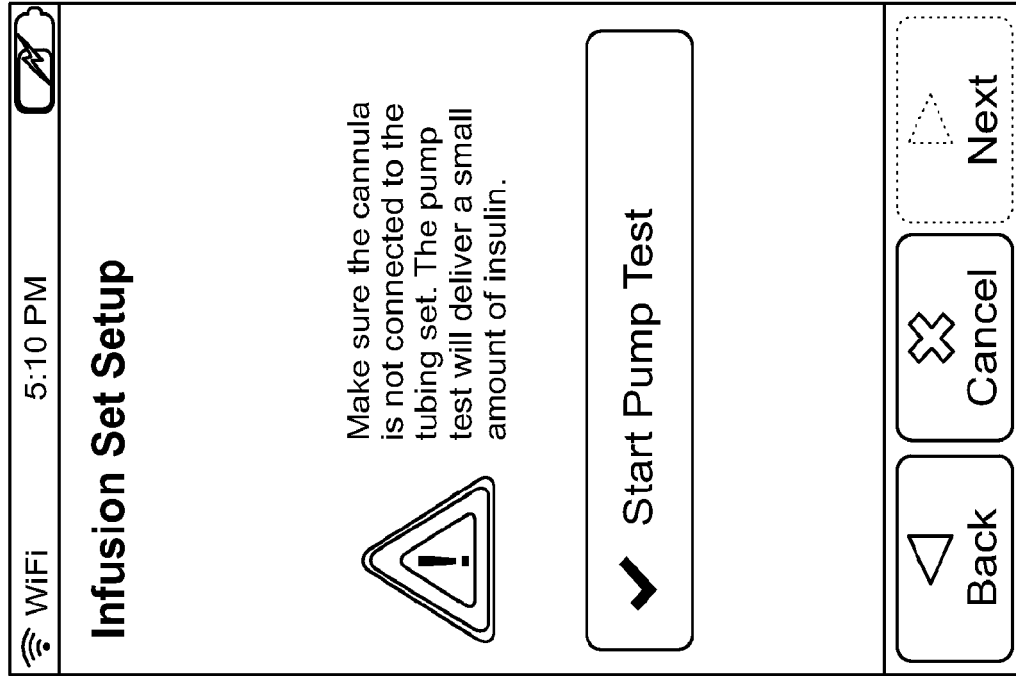 WiFi 5:10 PM
Infusion Set Setup
Make sure the cannula
is not connected to the
tubing set. The pump
test will deliver a small
amount of insulin.
Start Pump Test
Back Cancel Next